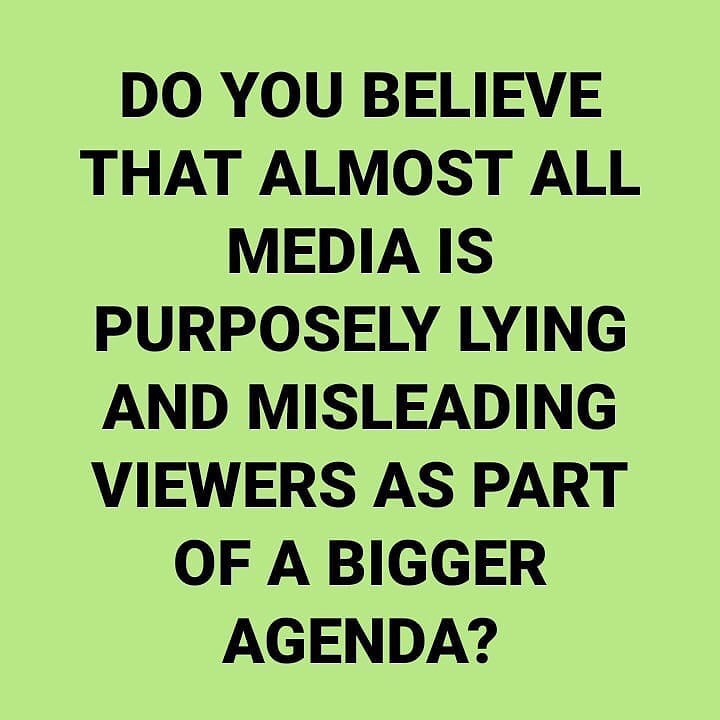 DO YOU BELIEVE
THAT ALMOST ALL
MEDIA IS
PURPOSELY LYING
AND MISLEADING
VIEWERS AS PART
OF A BIGGER
AGENDA?